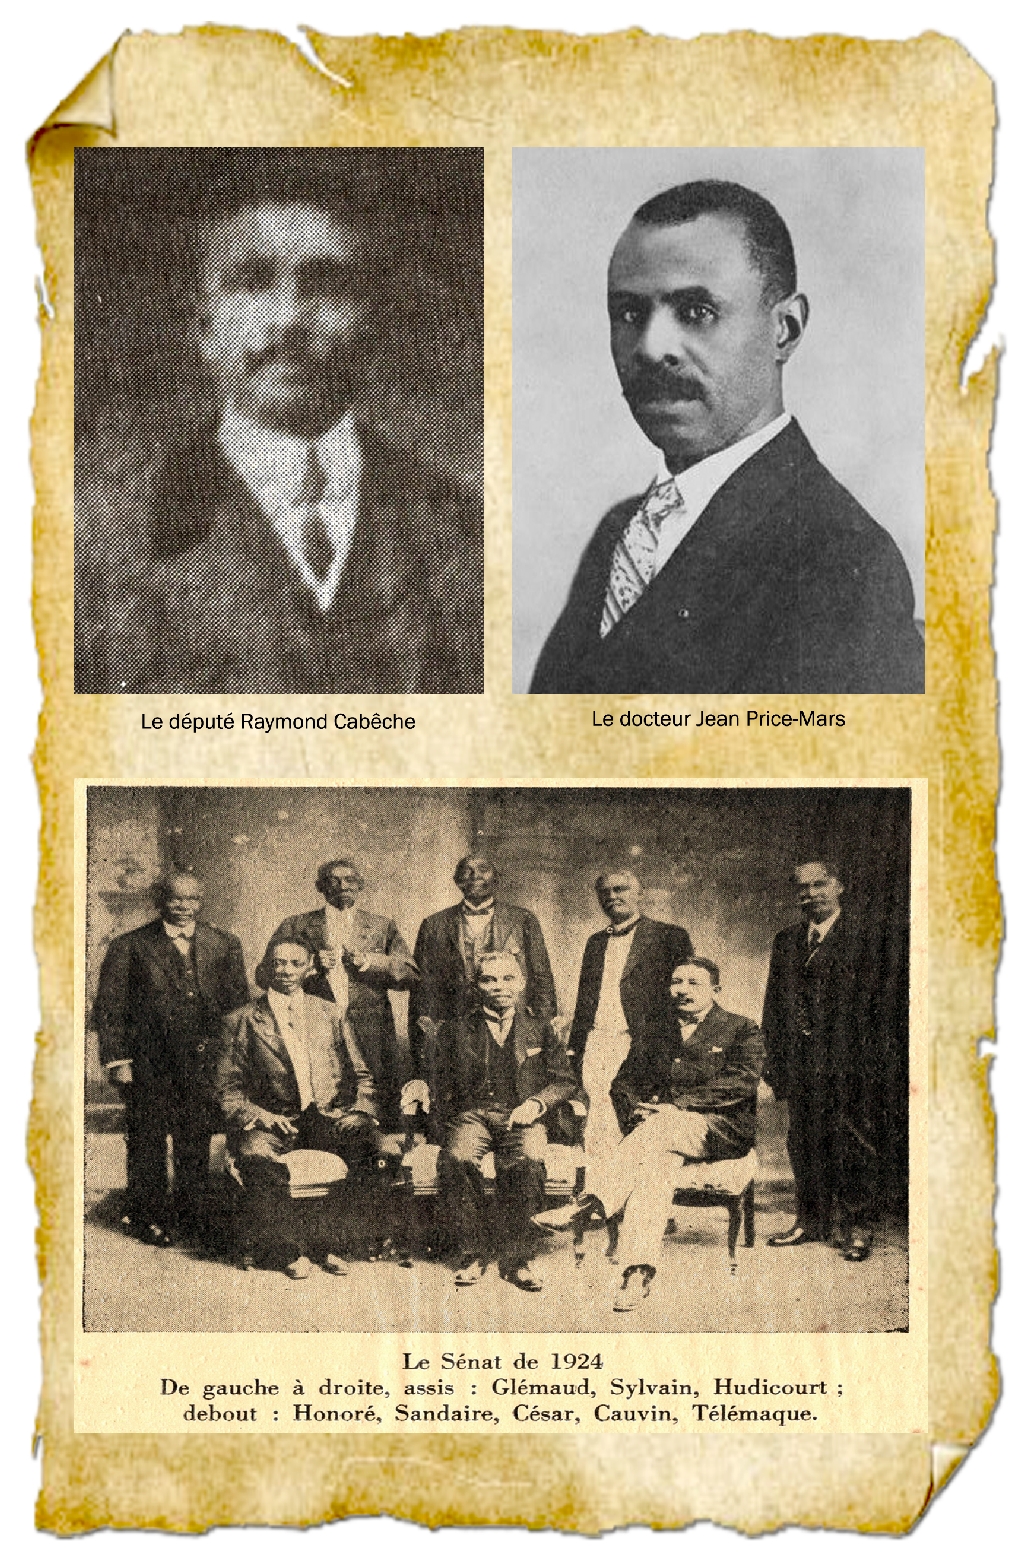 Le député Raymond Cabêche
Le docteur Jean Price-Mars
Le Sénat de 1924
De gauche à droite, assis : Glémaud, Sylvain, Hudicourt ;
debout : Honoré, Sandaire, César, Cauvin, Télémaque.